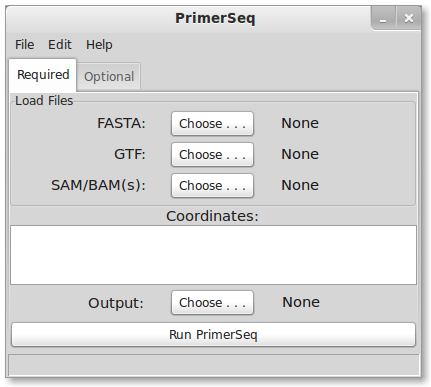 PrimerSeq
File Edit Help
Required Optional
Load Files
FASTA: Choose . . . None
GTF: Choose . . . None
SAM/BAM(s): Choose . . . None
Coordinates:
Output: Choose . . . None
Run PrimerSeq